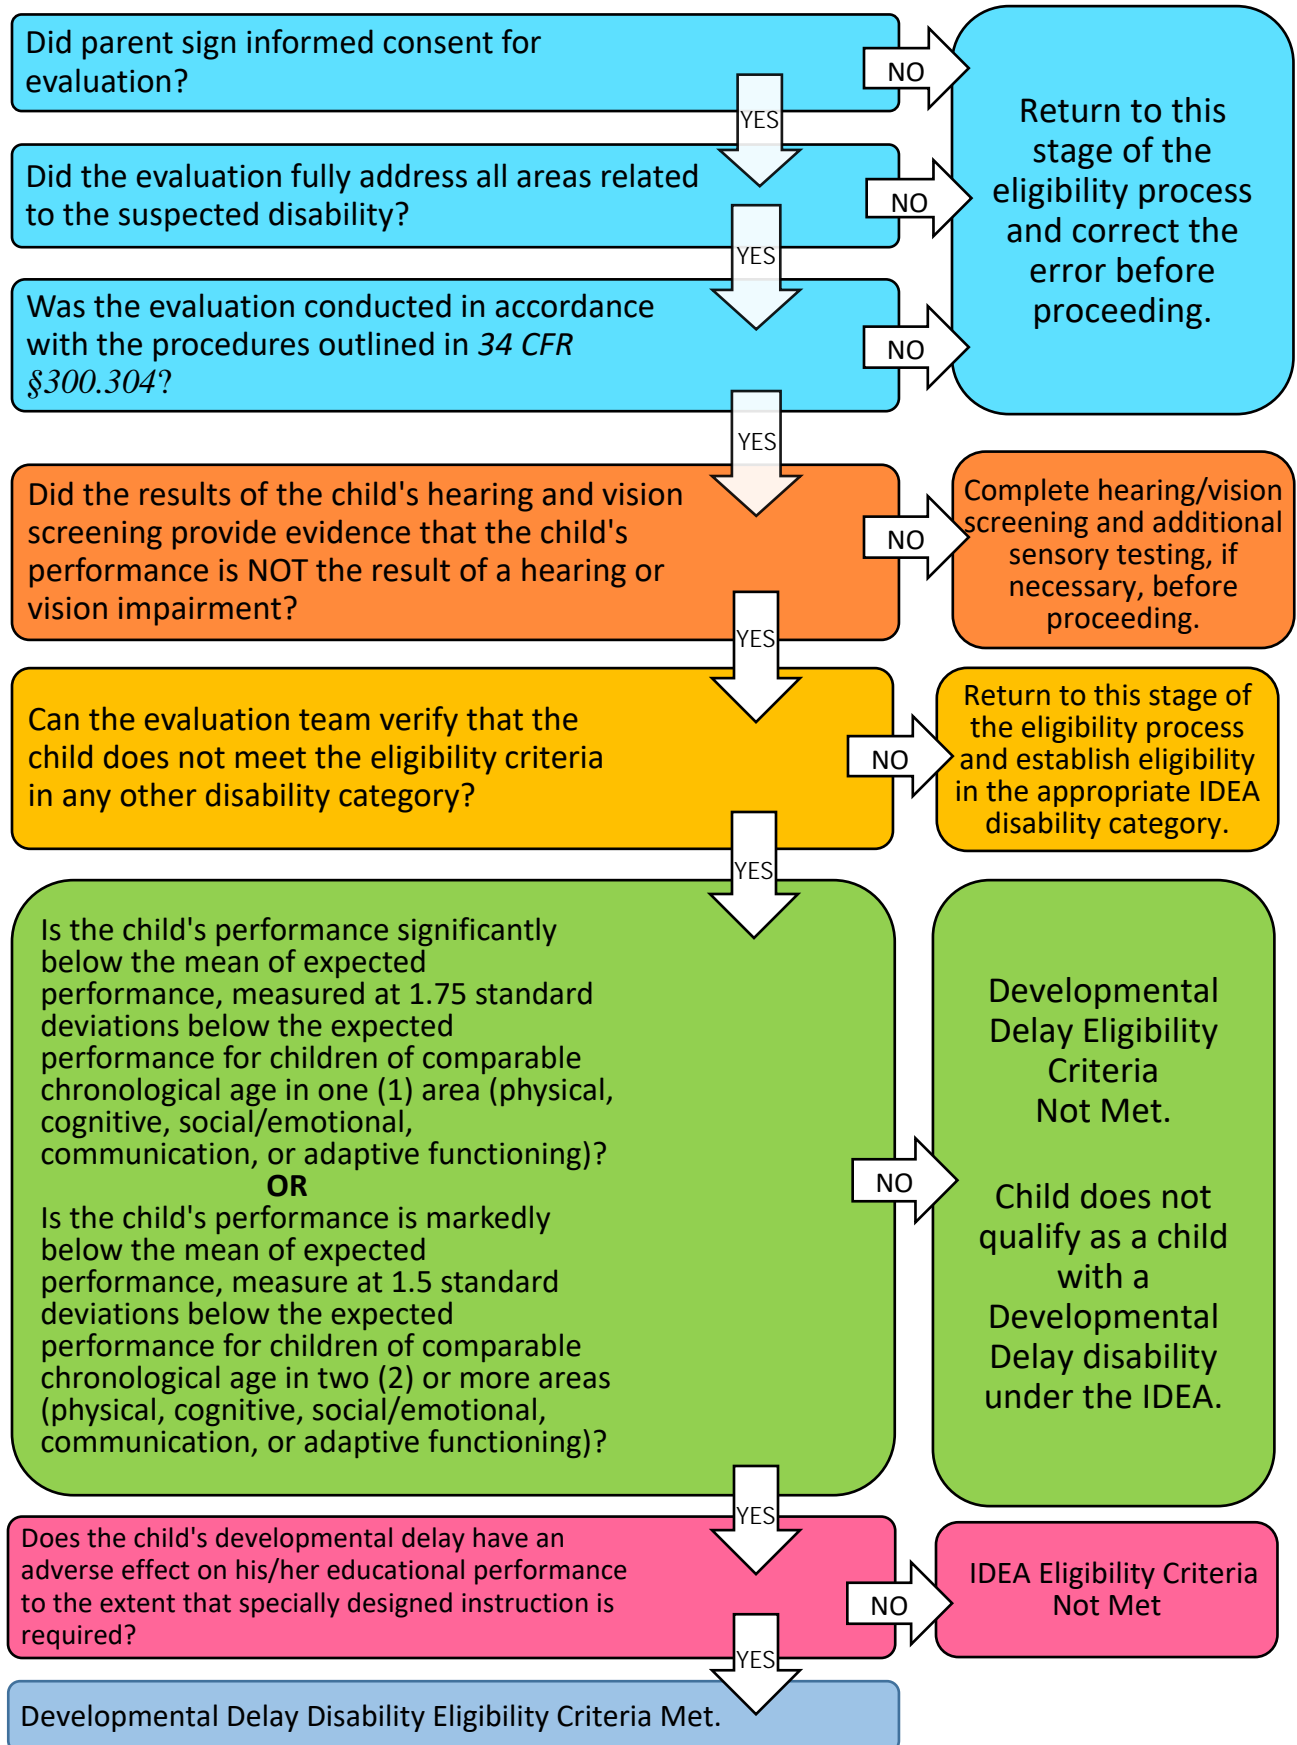 Did parent sign informed consent for
evaluation?
NO
YES
Return to this
stage of the
eligibility process
and correct the
error before
proceeding.
Did the evaluation fully address all areas related
to the suspected disability?
NO
YES
Was the evaluation conducted in accordance
with the procedures outlined in 34 CFR
§300.304?
NO
YES
Did the results of the child's hearing and vision
screening provide evidence that the child's
performance is NOT the result of a hearing or
vision impairment?
NO
Complete hearing/vision
screening and additional
sensory testing, if
necessary, before
proceeding.
YES
Can the evaluation team verify that the
child does not meet the eligibility criteria
in any other disability category?
NO
Return to this stage of
the eligibility process
and establish eligibility
in the appropriate IDEA
disability category.
YES
Is the child's performance significantly
below the mean of expected
performance, measured at 1.75 standard
deviations below the expected
performance for children of comparable
chronological age in one (1) area (physical,
cognitive, social/emotional,
communication, or adaptive functioning)?
OR
Is the child's performance is markedly
below the mean of expected
performance, measure at 1.5 standard
deviations below the expected
performance for children of comparable
chronological age in two (2) or more areas
(physical, cognitive, social/emotional,
communication, or adaptive functioning)?
NO
Developmental
Delay Eligibility
Criteria
Not Met.
Child does not
qualify as a child
with a
Developmental
Delay disability
under the IDEA.
YES
Does the child's developmental delay have an
adverse effect on his/her educational performance
to the extent that specially designed instruction is
required?
NO
IDEA Eligibility Criteria
Not Met
YES
Developmental Delay Disability Eligibility Criteria Met.